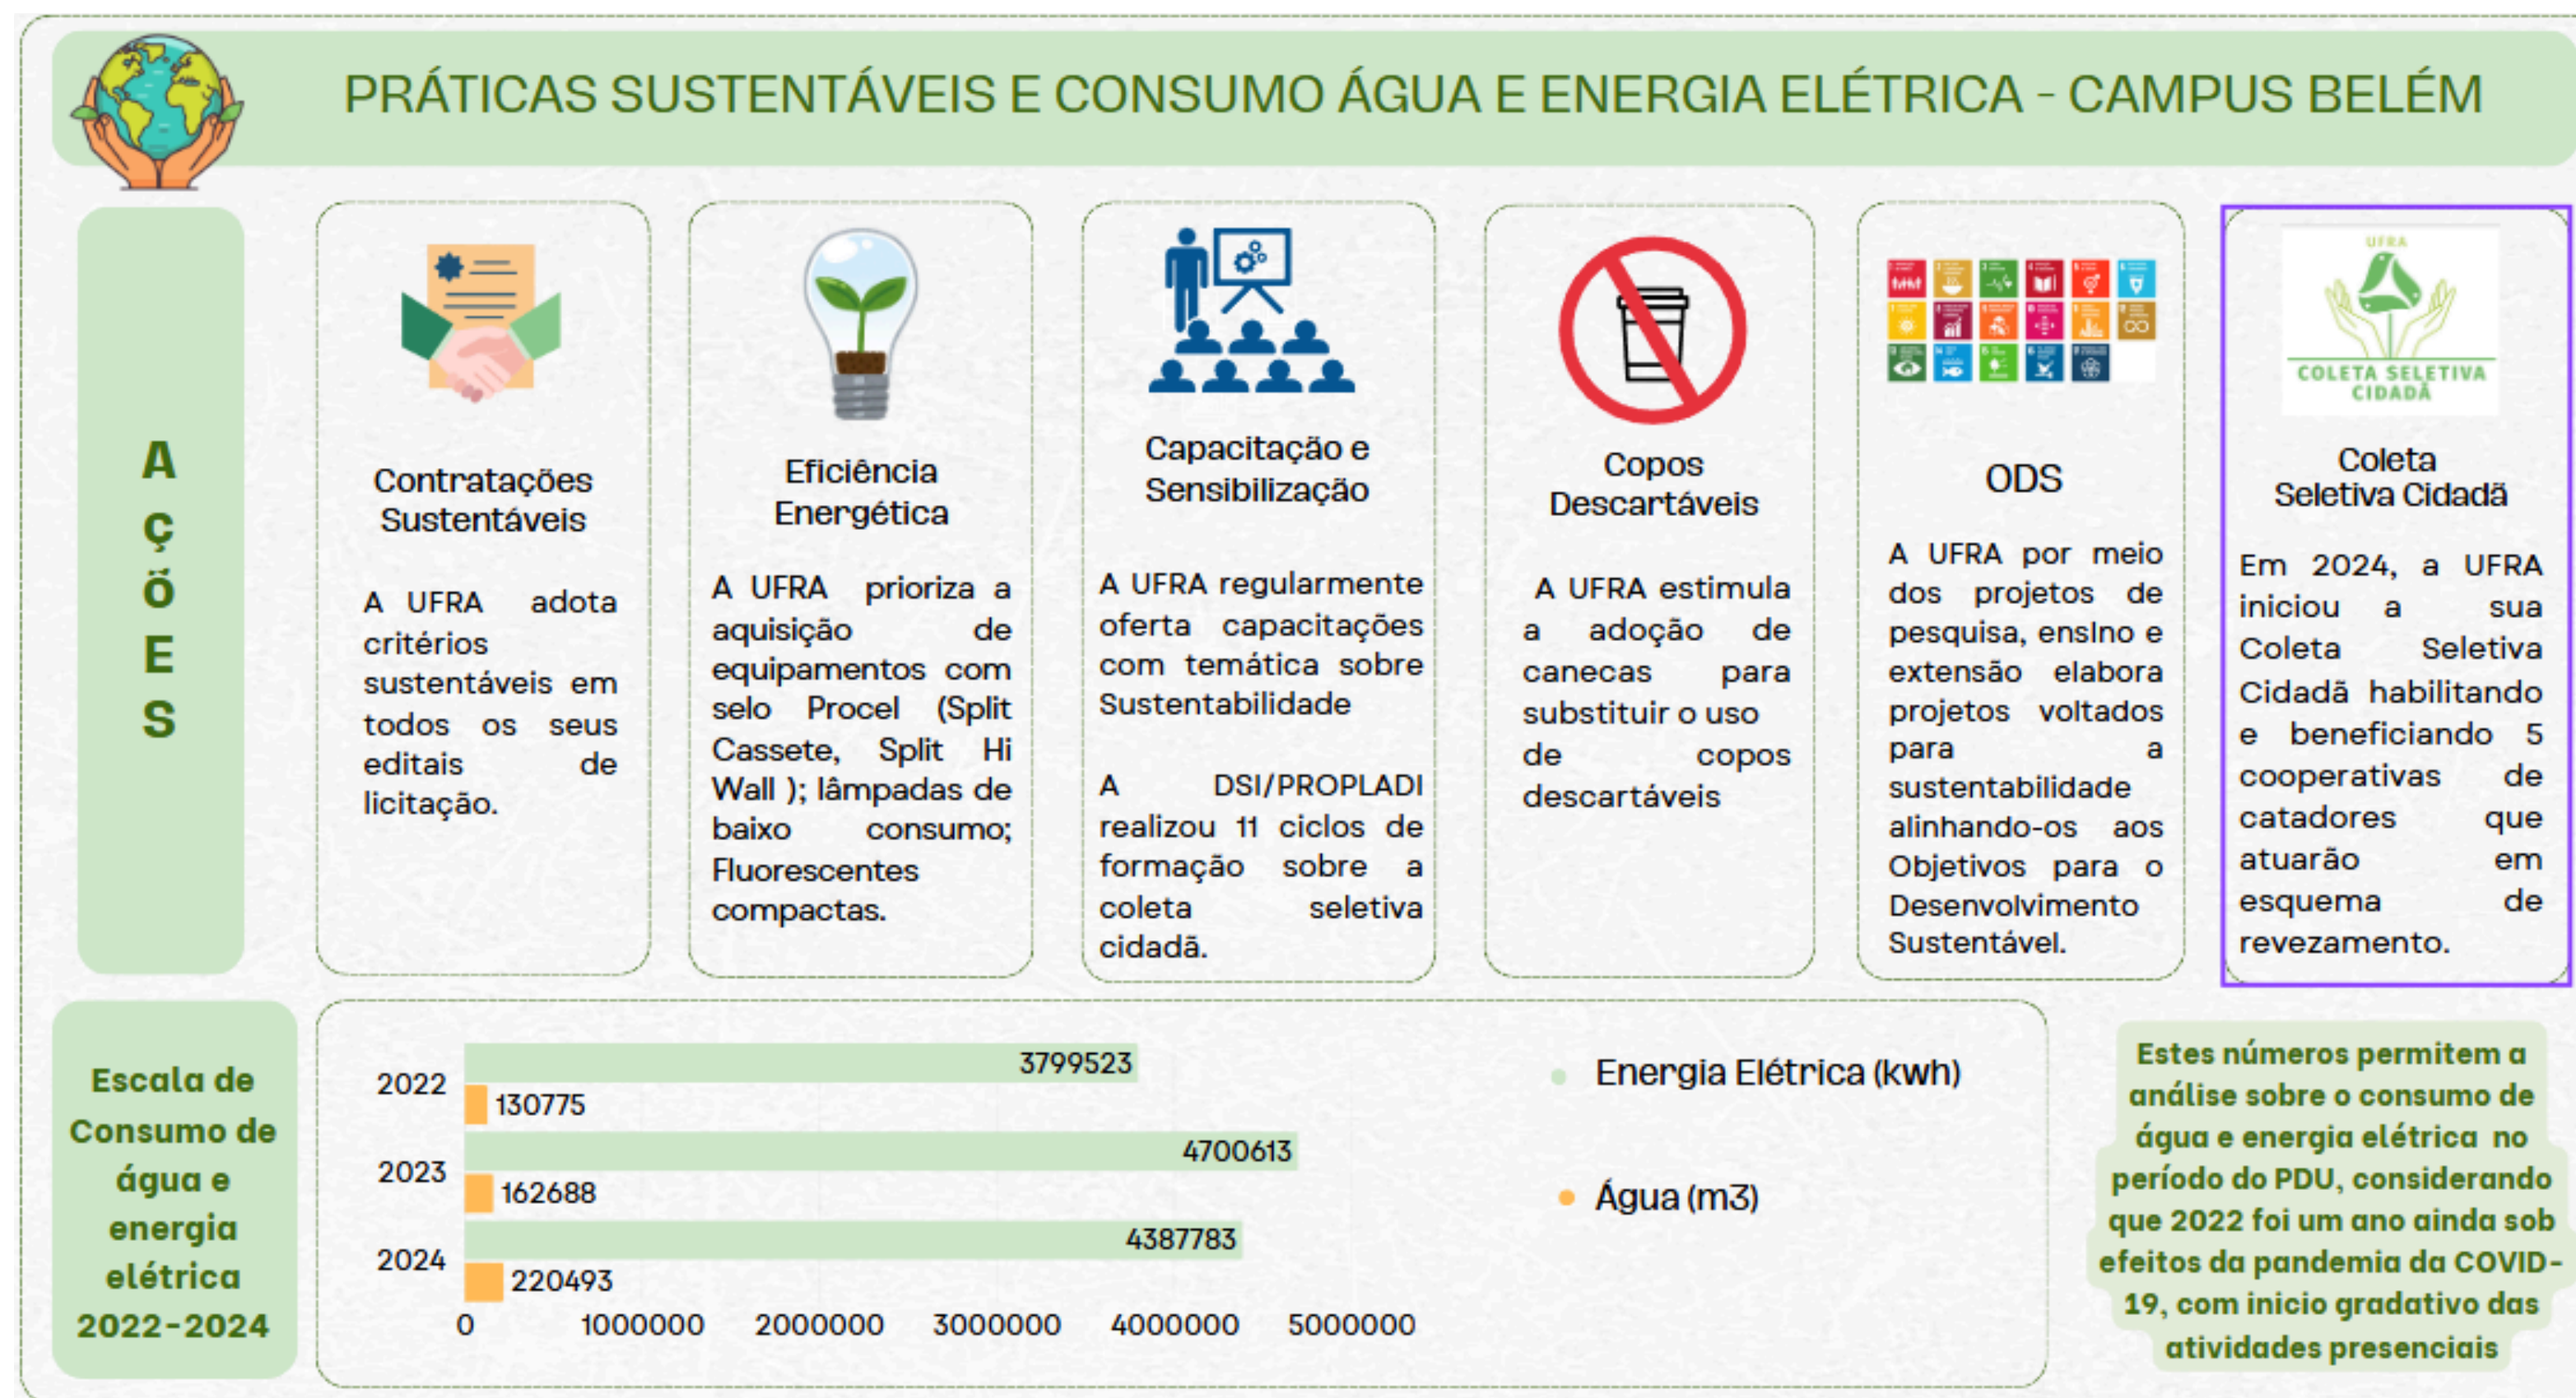 PRÁTICAS SUSTENTÁVEIS E CONSUMO ÁGUA E ENERGIA ELÉTRICA - CAMPUS BELÉM
A
Ç
Õ
E
S
Contratações
Sustentáveis
A UFRA adota
critérios
sustentáveis em
todos os seus
editais de
licitação.
Eficiência
Energética
A UFRA prioriza a
aquisição de
equipamentos com
selo Procel (Split
Cassete, Split Hi
Wall ); lâmpadas de
baixo consumo;
Fluorescentes
compactas.
Capacitação e
Sensibilização
A UFRA regularmente
oferta capacitações
com temática sobre
Sustentabilidade
A DSI/PROPLADI
realizou 11 ciclos de
formação sobre a
coleta seletiva
cidadã.
Copos
Descartáveis
A UFRA estimula
a adoção de
canecas para
substituir o uso
de copos
descartáveis
ODS
A UFRA por meio
dos projetos de
pesquisa, ensIno e
extensão elabora
projetos voltados
para a
sustentabilidade
alinhando-os aos
Objetivos para o
Desenvolvimento
Sustentável.
UFRA
COLETA SELETIVA
CIDADÃ
Coleta
Seletiva Cidadã
Em 2024, a UFRA
iniciou a sua
Coleta Seletiva
Cidadã habilitando
e beneficiando 5
cooperativas de
catadores que
atuarão em
esquema de
revezamento.
Escala de
Consumo de
água e
energia
elétrica
2022-2024
2022
3799523
130775
2023
4700613
162688
2024
4387783
220493
0 1000000 2000000 3000000 4000000 5000000
Energia Elétrica (kwh)
Água (m3)
Estes números permitem a
análise sobre o consumo de
água e energia elétrica no
período do PDU, considerando
que 2022 foi um ano ainda sob
efeitos da pandemia da COVID-
19, com inicio gradativo das
atividades presenciais